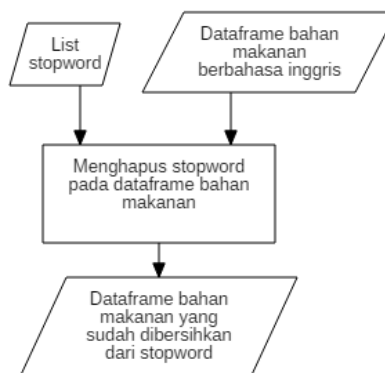 List
stopword
Dataframe bahan
makanan
berbahasa inggris
Menghapus stopword
pada dataframe bahan
makanan
Dataframe bahan
makanan yang
sudah dibersihkan
dari stopword